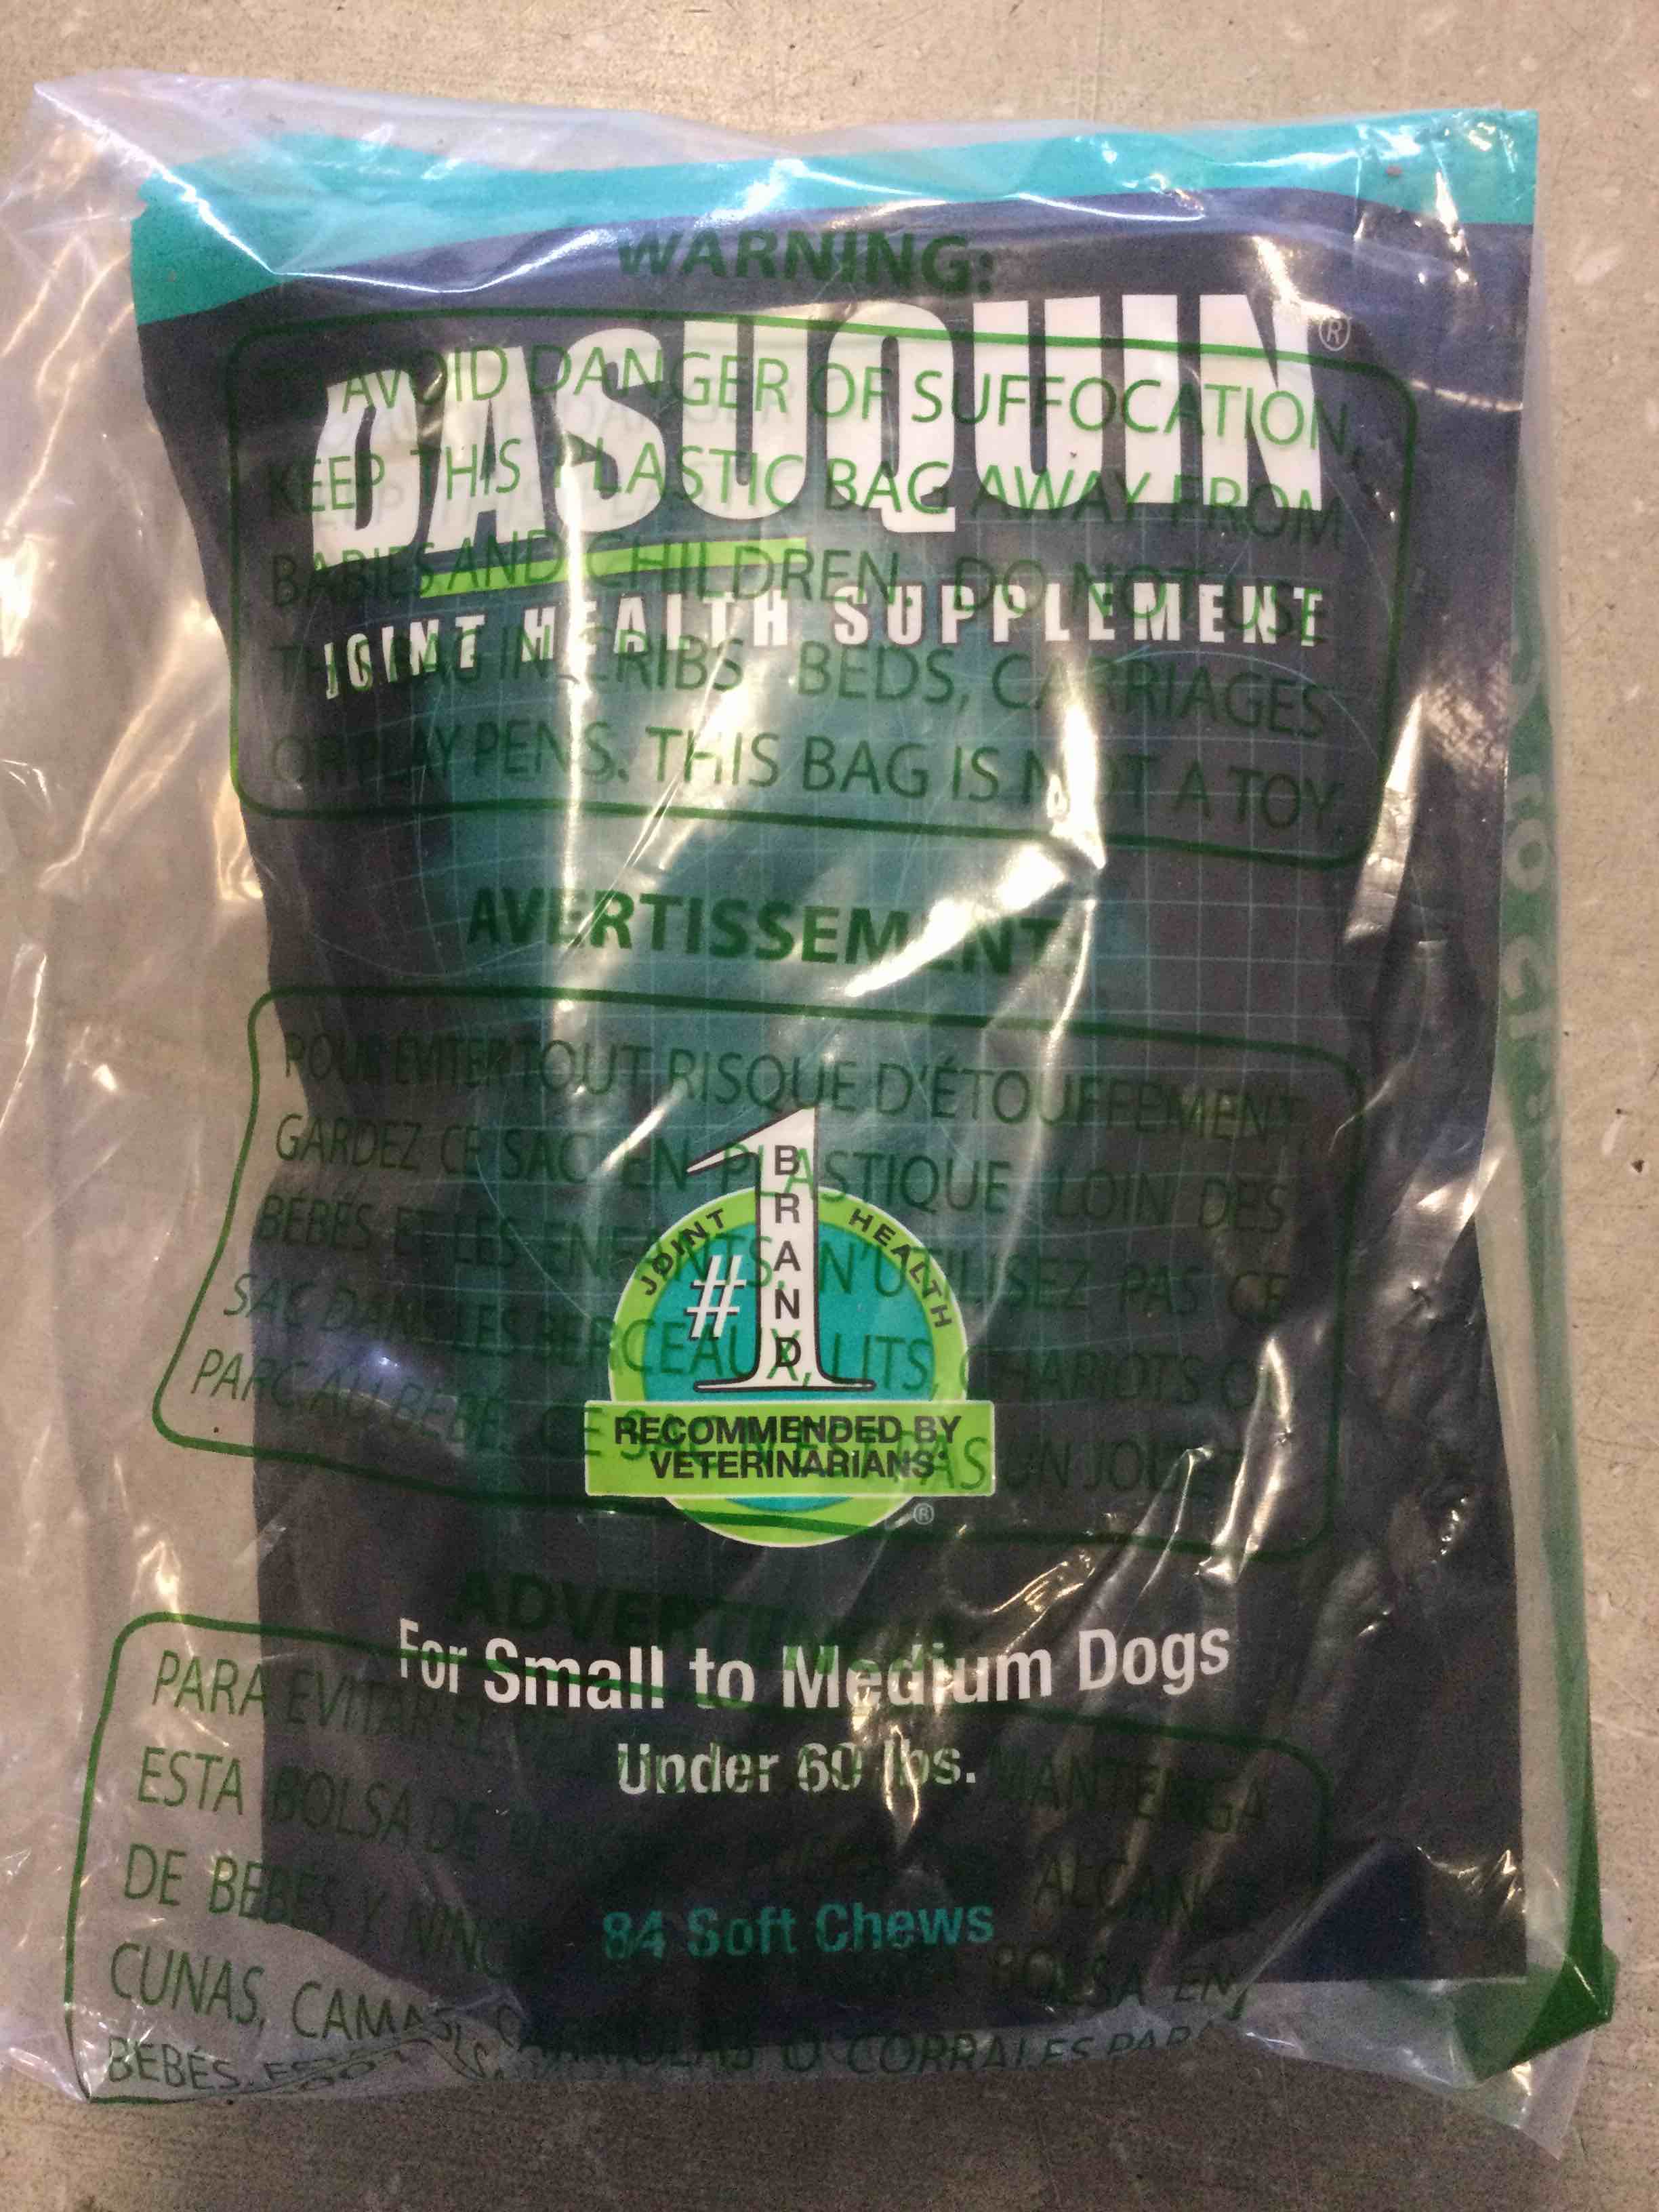 WARNING:
AVOID DANGER OF SUFFOCATION,
KEEP THIS PLASTIC BAG AWAY FROM
BABIES AND CHILDREN. DO NOT USE
THIS BAG IN CRIBS, BEDS, CARRIAGES
OR PLAY PENS. THIS BAG IS NOT A TOY.
DASUQUIN®
JOINT HEALTH SUPPLEMENT
AVERTISSEMENT
POUR EVITER TOUT RISQUE D'ÉTOUFFEMENT
GARDEZ CE SAC EN PLASTIQUE LOIN DES
BÉBÉS ET LES ENFANTS, N'UTILISEZ PAS CE
SAC DANS LES BERCEAUX, LITS, CHARIOTS
PARC AU BÉBÉ. CE SAC N'EST PAS UN JOUET
JOINT HEALTH
#1 BRAND
RECOMMENDED BY
VETERINARIANS
®
ADVERTENCIA
For Small to Medium Dogs
Under 60 lbs.
84 Soft Chews
PARA EVITAR EL
ESTA BOLSA DE MANTENGA
DE BEBÉS Y NIÑOS ALCANCE
CUNAS, CAMAS, BOLSA EN
BEBÉS. O CORRALES PARA